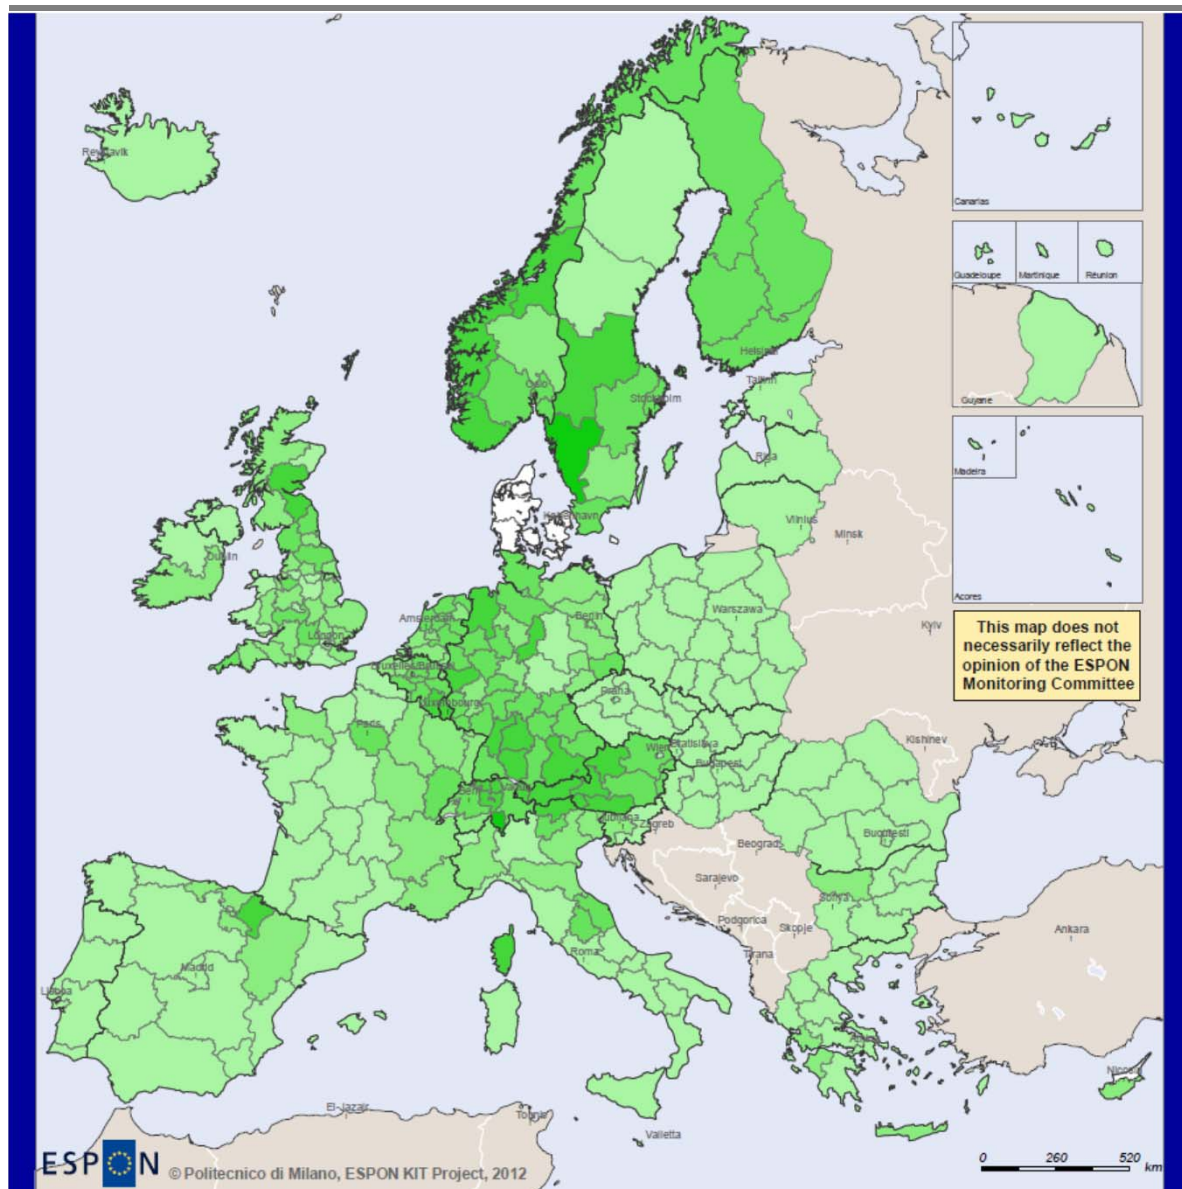 Reykjavik
Canarias
Guadeloupe
Martinique
Réunion
Guyane
Madeira
Acores
This map does not
necessarily reflect the
opinion of the ESPON
Monitoring Committee
Helsinki
Tallinn
Oslo
Stockholm
Riga
Vilnius
Minsk
Dublin
London
Amsterdam
Berlin
Warszawa
Kyiv
Praha
Paris
Wien
Bratislava
Budapest
Kishinev
Ljubljana
Zagreb
Beograd
Bucuresti
Sarajevo
Sofiya
Podgorica
Skopje
Tirana
Ankara
Roma
Madrid
Lisboa
El-Jazair
Tounis
Valletta
ESPON
© Politecnico di Milano, ESPON KIT Project, 2012
0 260 520
km